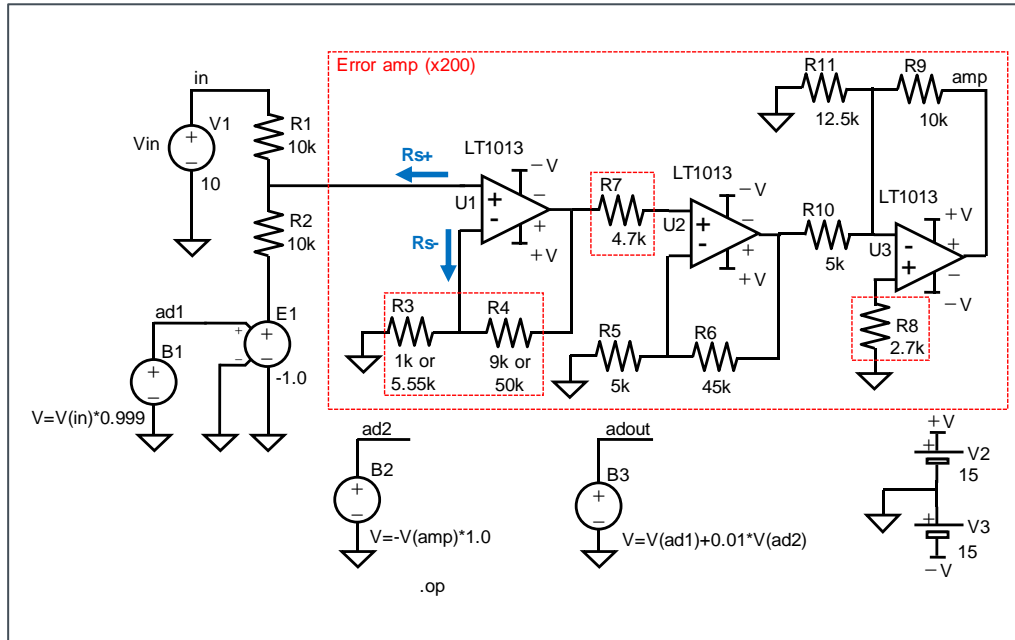 Error amp (x200)
in
V1
Vin
10
R1
10k
R2
10k
ad1
B1
V=V(in)*0.999
E1
-1.0
Rs+
Rs-
LT1013
U1
−V
+V
R3
1k or
5.55k
R4
9k or
50k
R7
4.7k
LT1013
U2
−V
+V
R5
5k
R6
45k
R10
5k
R11
12.5k
R9
10k
amp
LT1013
U3
+V
−V
R8
2.7k
ad2
B2
V=-V(amp)*1.0
.op
adout
B3
V=V(ad1)+0.01*V(ad2)
+V
V2
15
V3
15
−V